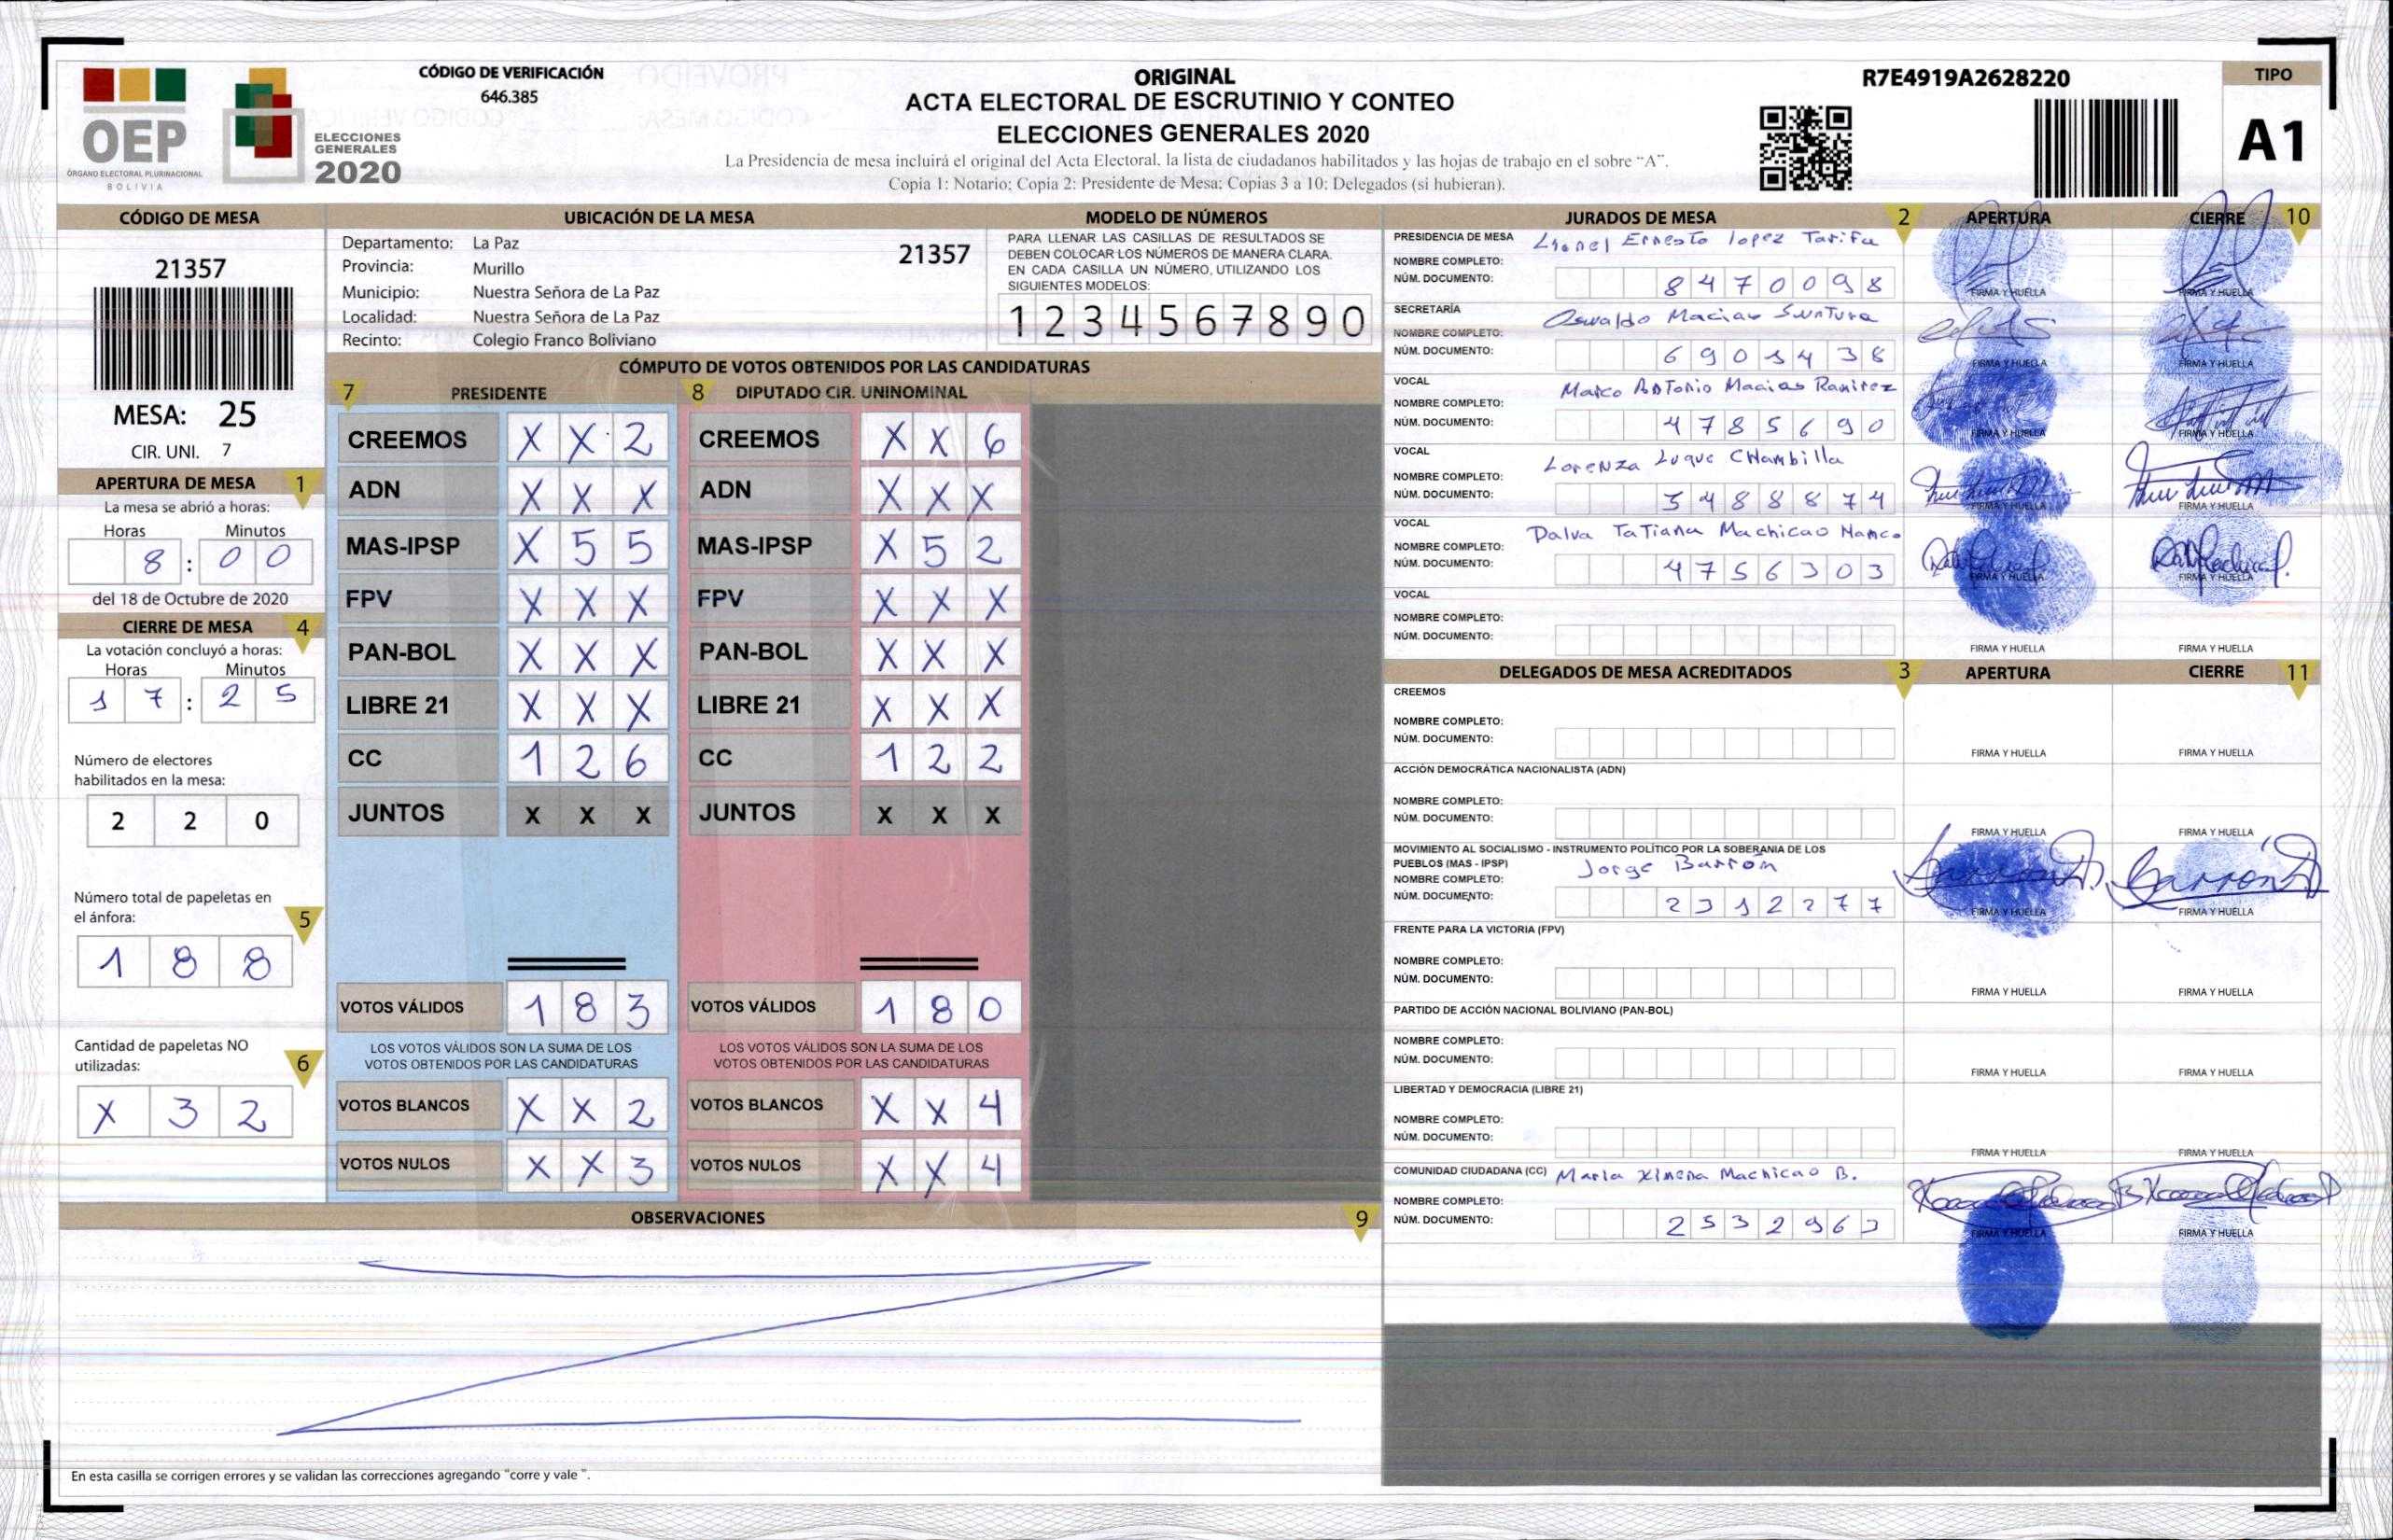 CÓDIGO DE VERIFICACIÓN
646.385
OEP
ÓRGANO ELECTORAL PLURINACIONAL
BOLIVIA
ELECCIONES
GENERALES
2020
ORIGINAL
ACTA ELECTORAL DE ESCRUTINIO Y CONTEO
ELECCIONES GENERALES 2020
La Presidencia de mesa incluirá el original del Acta Electoral, la lista de ciudadanos habilitados y las hojas de trabajo en el sobre “A”.
Copia 1: Notario; Copia 2: Presidente de Mesa; Copias 3 a 10: Delegados (si hubieran).
R7E4919A2628220
TIPO
A1
CÓDIGO DE MESA
21357
MESA: 25
CIR. UNI. 7
APERTURA DE MESA 1
La mesa se abrió a horas:
Horas Minutos
8 : 0 0
del 18 de Octubre de 2020
CIERRE DE MESA 4
La votación concluyó a horas:
Horas Minutos
1 7 : 2 5
Número de electores
habilitados en la mesa:
2 2 0
Número total de papeletas en
el ánfora: 5
1 8 8
Cantidad de papeletas NO
utilizadas: 6
X 3 2
UBICACIÓN DE LA MESA
Departamento: La Paz 21357
Provincia: Murillo
Municipio: Nuestra Señora de La Paz
Localidad: Nuestra Señora de La Paz
Recinto: Colegio Franco Boliviano
MODELO DE NÚMEROS
PARA LLENAR LAS CASILLAS DE RESULTADOS SE
DEBEN COLOCAR LOS NÚMEROS DE MANERA CLARA.
EN CADA CASILLA UN NÚMERO, UTILIZANDO LOS
SIGUIENTES MODELOS:
1 2 3 4 5 6 7 8 9 0
CÓMPUTO DE VOTOS OBTENIDOS POR LAS CANDIDATURAS
7 PRESIDENTE 8 DIPUTADO CIR. UNINOMINAL
CREEMOS X X 2 CREEMOS X X 6
ADN X X X ADN X X X
MAS-IPSP X 5 5 MAS-IPSP X 5 2
FPV X X X FPV X X X
PAN-BOL X X X PAN-BOL X X X
LIBRE 21 X X X LIBRE 21 X X X
CC 1 2 6 CC 1 2 2
JUNTOS X X X JUNTOS X X X
VOTOS VÁLIDOS 1 8 3 VOTOS VÁLIDOS 1 8 0
LOS VOTOS VÁLIDOS SON LA SUMA DE LOS LOS VOTOS VÁLIDOS SON LA SUMA DE LOS
VOTOS OBTENIDOS POR LAS CANDIDATURAS VOTOS OBTENIDOS POR LAS CANDIDATURAS
VOTOS BLANCOS X X 2 VOTOS BLANCOS X X 4
VOTOS NULOS X X 3 VOTOS NULOS X X 4
OBSERVACIONES 9
En esta casilla se corrigen errores y se validan las correcciones agregando "corre y vale ".
JURADOS DE MESA 2 APERTURA CIERRE 10
PRESIDENCIA DE MESA Lionel Ernesto lopez Tarifa
NOMBRE COMPLETO:
NÚM. DOCUMENTO: 8 4 7 0 0 9 8 FIRMA Y HUELLA FIRMA Y HUELLA
SECRETARÍA Oswaldo Macias Suntura
NOMBRE COMPLETO:
NÚM. DOCUMENTO: 6 9 0 1 4 3 8 FIRMA Y HUELLA FIRMA Y HUELLA
VOCAL Marco Antonio Macias Ramirez
NOMBRE COMPLETO:
NÚM. DOCUMENTO: 4 7 8 5 6 9 0 FIRMA Y HUELLA FIRMA Y HUELLA
VOCAL Lorenza Luque CHambilla
NOMBRE COMPLETO:
NÚM. DOCUMENTO: 3 4 8 8 8 7 4 FIRMA Y HUELLA FIRMA Y HUELLA
VOCAL Dalva TaTiana Machicao
NOMBRE COMPLETO:
NÚM. DOCUMENTO: 4 7 5 6 3 0 3 FIRMA Y HUELLA FIRMA Y HUELLA
VOCAL
NOMBRE COMPLETO:
NÚM. DOCUMENTO: FIRMA Y HUELLA FIRMA Y HUELLA
DELEGADOS DE MESA ACREDITADOS 3 APERTURA CIERRE 11
CREEMOS
NOMBRE COMPLETO:
NÚM. DOCUMENTO: FIRMA Y HUELLA FIRMA Y HUELLA
ACCIÓN DEMOCRÁTICA NACIONALISTA (ADN)
NOMBRE COMPLETO:
NÚM. DOCUMENTO: FIRMA Y HUELLA FIRMA Y HUELLA
MOVIMIENTO AL SOCIALISMO - INSTRUMENTO POLÍTICO POR LA SOBERANIA DE LOS
PUEBLOS (MAS - IPSP) Jorge Barrón
NOMBRE COMPLETO:
NÚM. DOCUMENTO: 2 3 1 2 2 7 7 FIRMA Y HUELLA FIRMA Y HUELLA
FRENTE PARA LA VICTORIA (FPV)
NOMBRE COMPLETO:
NÚM. DOCUMENTO: FIRMA Y HUELLA FIRMA Y HUELLA
PARTIDO DE ACCIÓN NACIONAL BOLIVIANO (PAN-BOL)
NOMBRE COMPLETO:
NÚM. DOCUMENTO: FIRMA Y HUELLA FIRMA Y HUELLA
LIBERTAD Y DEMOCRACIA (LIBRE 21)
NOMBRE COMPLETO:
NÚM. DOCUMENTO: FIRMA Y HUELLA FIRMA Y HUELLA
COMUNIDAD CIUDADANA (CC) Maria Ximena Machicao B.
NOMBRE COMPLETO:
NÚM. DOCUMENTO: 2 5 3 2 9 6 3 FIRMA Y HUELLA FIRMA Y HUELLA